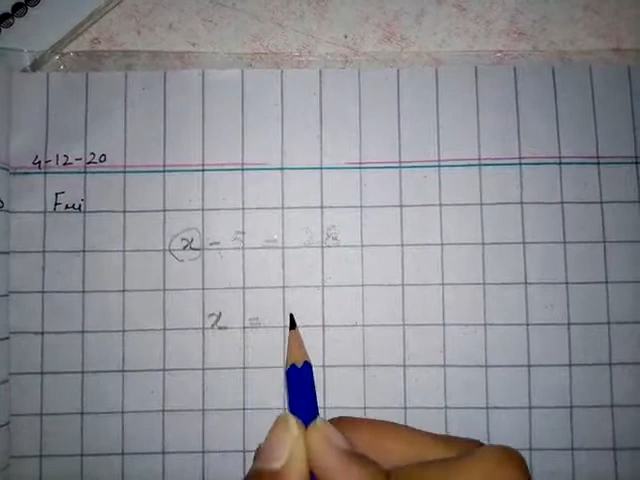 4-12-20
Fri
x - 5 =
x =